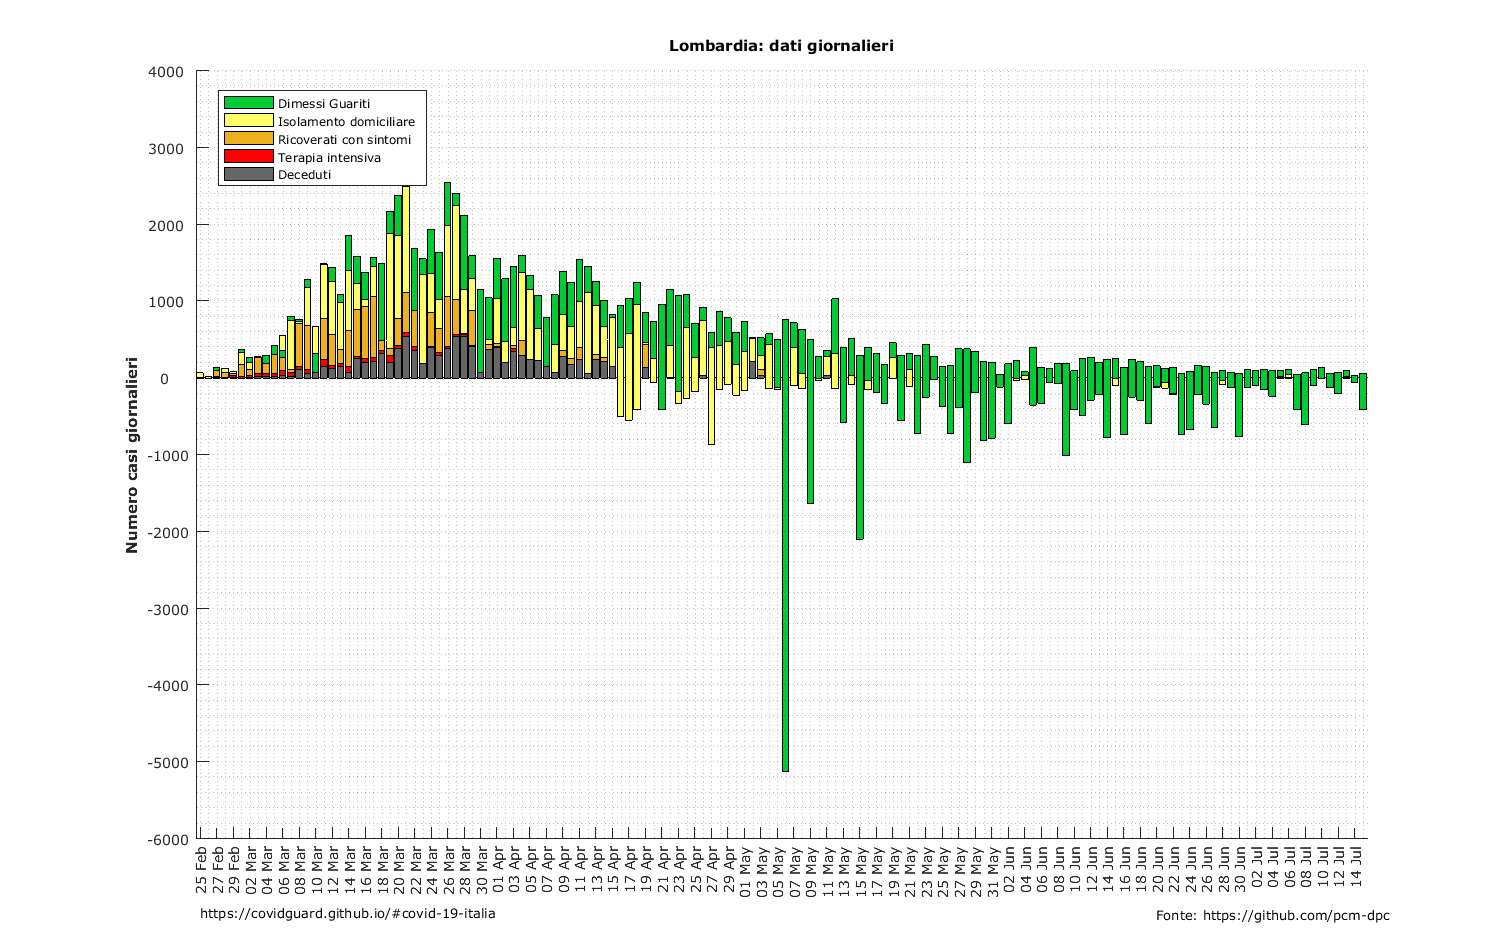 Lombardia: dati giornalieri
4000
3000
2000
1000
0
-1000
-2000
-3000
-4000
-5000
-6000
Numero casi giornalieri
Dimessi Guariti
Isolamento domiciliare
Ricoverati con sintomi
Terapia intensiva
Deceduti
25 Feb
27 Feb
29 Feb
02 Mar
04 Mar
06 Mar
08 Mar
10 Mar
12 Mar
14 Mar
16 Mar
18 Mar
20 Mar
22 Mar
24 Mar
26 Mar
28 Mar
30 Mar
01 Apr
03 Apr
05 Apr
07 Apr
09 Apr
11 Apr
13 Apr
15 Apr
17 Apr
19 Apr
21 Apr
23 Apr
25 Apr
27 Apr
29 Apr
01 May
03 May
05 May
07 May
09 May
11 May
13 May
15 May
17 May
19 May
21 May
23 May
25 May
27 May
29 May
31 May
02 Jun
04 Jun
06 Jun
08 Jun
10 Jun
12 Jun
14 Jun
16 Jun
18 Jun
20 Jun
22 Jun
24 Jun
26 Jun
28 Jun
30 Jun
02 Jul
04 Jul
06 Jul
08 Jul
10 Jul
12 Jul
14 Jul
https://covidguard.github.io/#covid-19-italia
Fonte: https://github.com/pcm-dpc